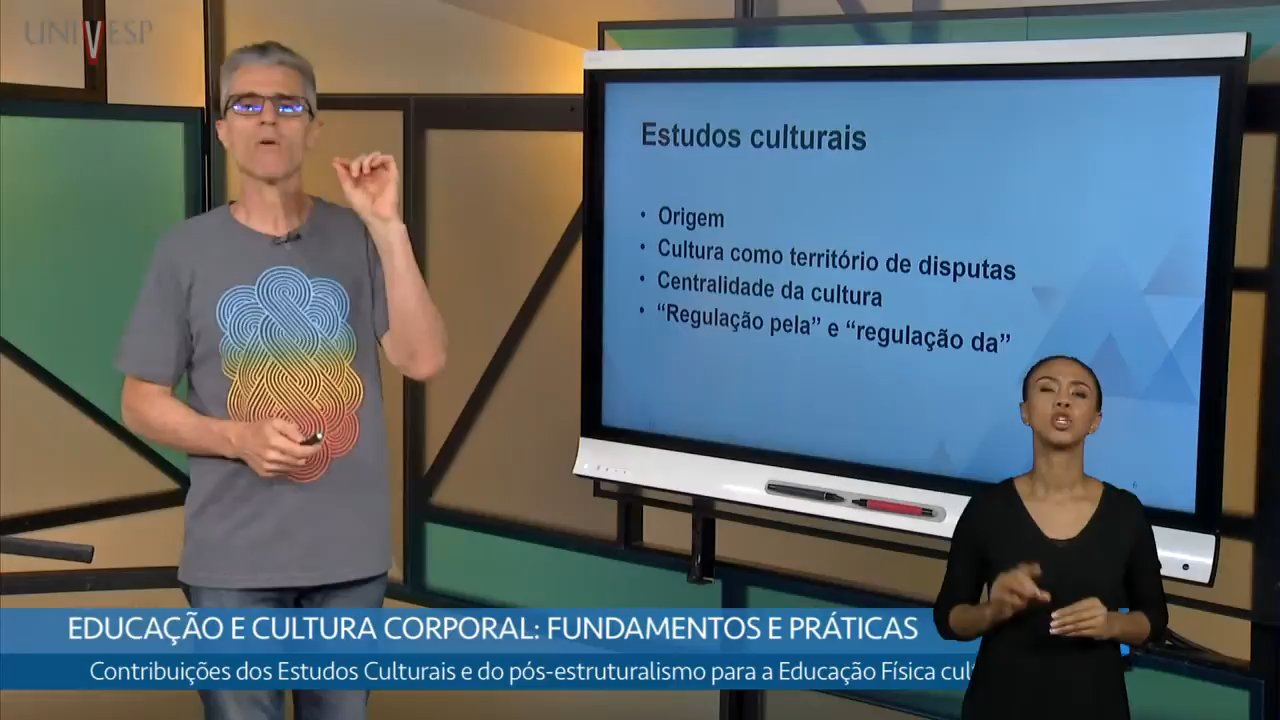 UNIVESP
Estudos culturais
• Origem
• Cultura como território de disputas
• Centralidade da cultura
• “Regulação pela” e “regulação da”
6
EDUCAÇÃO E CULTURA CORPORAL: FUNDAMENTOS E PRÁTICAS
Contribuições dos Estudos Culturais e do pós-estruturalismo para a Educação Física